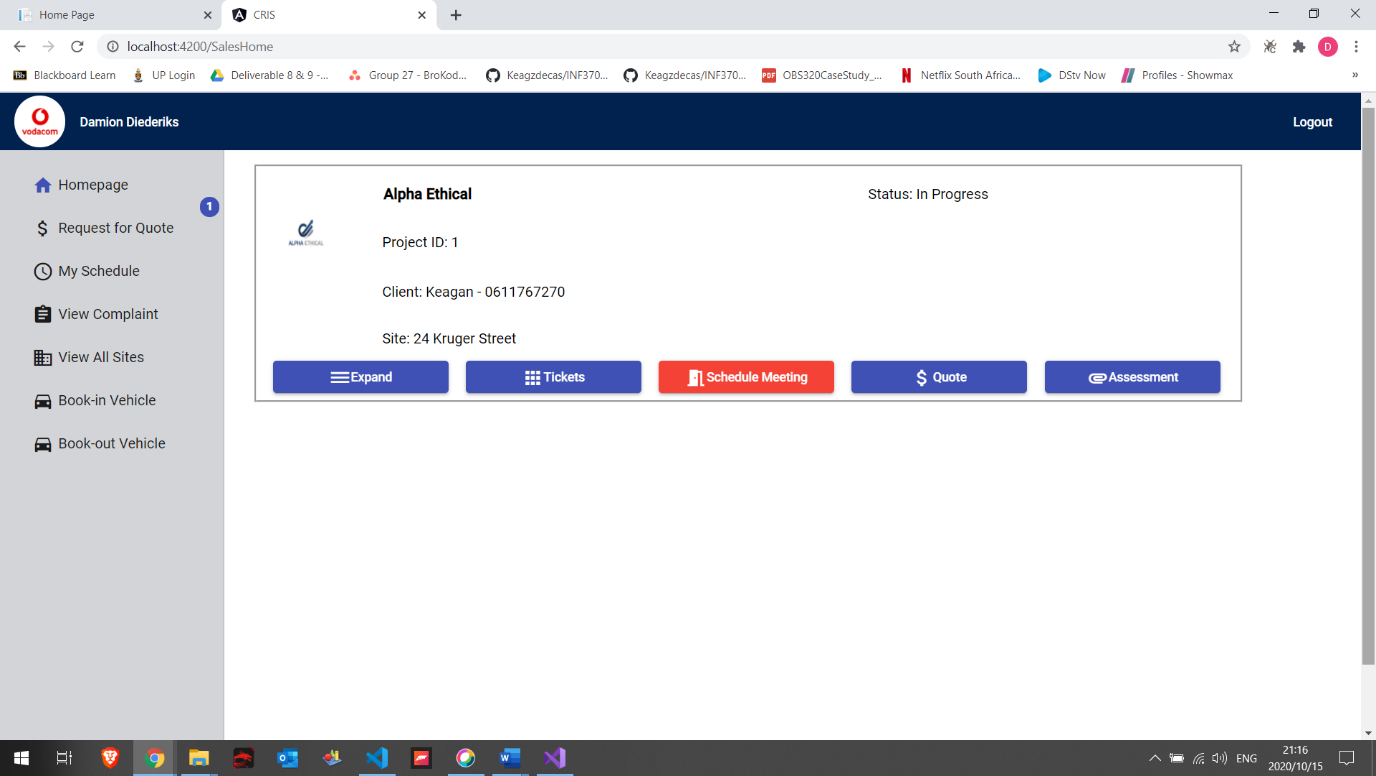 Home Page
CRIS
localhost:4200/SalesHome
D
Bb Blackboard Learn
UP Login
Deliverable 8 & 9 -...
Group 27 - BroKod...
Keagzdecas/INF370...
Keagzdecas/INF370...
PDF OBS320CaseStudy_...
Netflix South Africa...
DStv Now
Profiles - Showmax
»
vodacom
Damion Diederiks
Logout
Homepage
1
Request for Quote
My Schedule
View Complaint
View All Sites
Book-in Vehicle
Book-out Vehicle
Alpha Ethical
Status: In Progress
ALPHA ETHICAL
Project ID: 1
Client: Keagan - 0611767270
Site: 24 Kruger Street
Expand
Tickets
Schedule Meeting
$ Quote
Assessment
ENG
21:16
2020/10/15